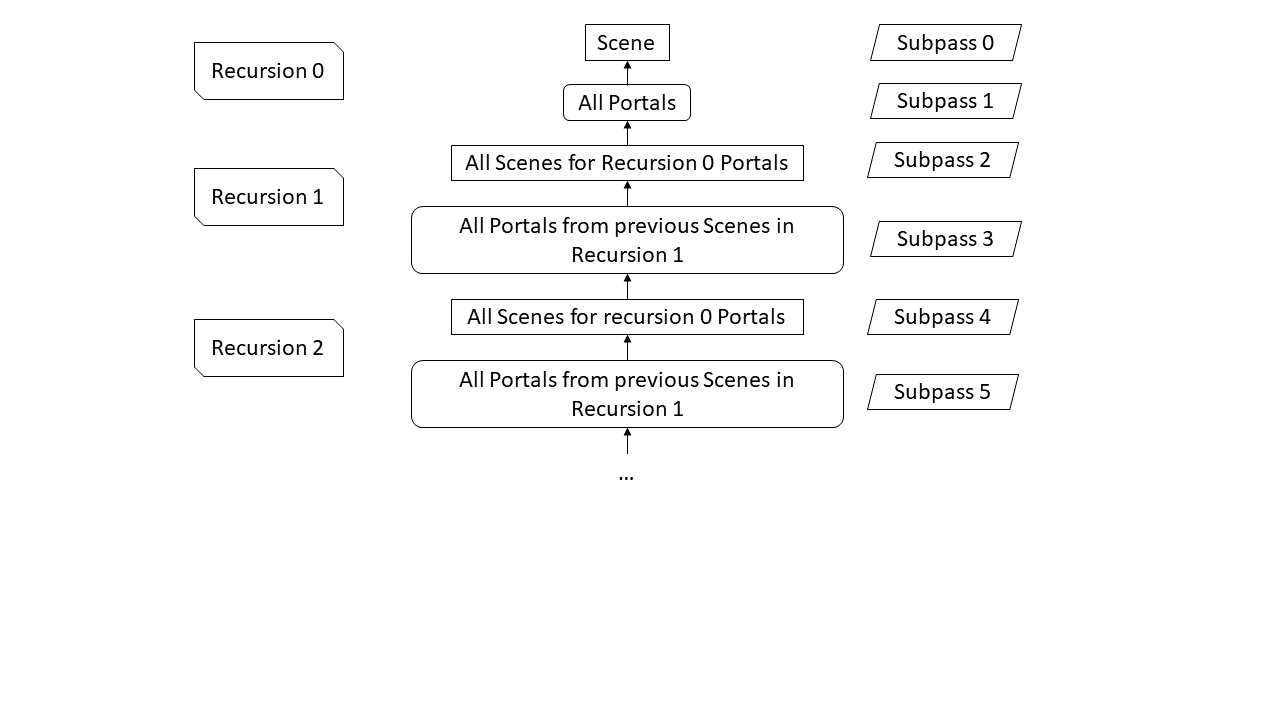 Scene
Subpass 0
Recursion 0
All Portals
Subpass 1
All Scenes for Recursion 0 Portals
Subpass 2
Recursion 1
All Portals from previous Scenes in
Recursion 1
Subpass 3
All Scenes for recursion 0 Portals
Subpass 4
Recursion 2
All Portals from previous Scenes in
Recursion 1
Subpass 5
...